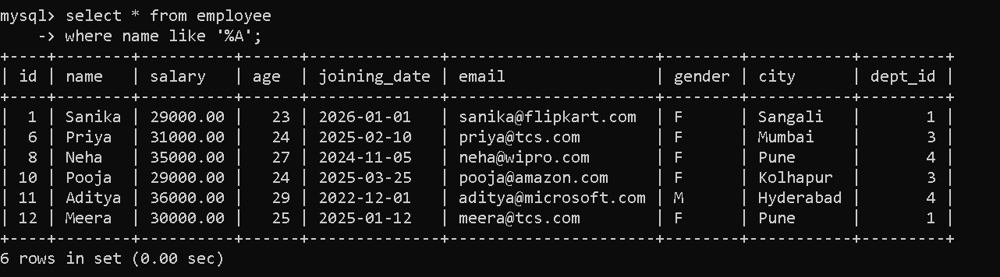 mysql> select * from employee
    -> where name like '%A';
+----+--------+----------+------+--------------+----------------------+--------+-----------+---------+
| id | name   | salary   | age  | joining_date | email                | gender | city      | dept_id |
+----+--------+----------+------+--------------+----------------------+--------+-----------+---------+
|  1 | Sanika | 29000.00 |   23 | 2026-01-01   | sanika@flipkart.com  | F      | Sangali   |       1 |
|  6 | Priya  | 31000.00 |   24 | 2025-02-10   | priya@tcs.com        | F      | Mumbai    |       3 |
|  8 | Neha   | 35000.00 |   27 | 2024-11-05   | neha@wipro.com       | F      | Pune      |       4 |
| 10 | Pooja  | 29000.00 |   24 | 2025-03-25   | pooja@amazon.com     | F      | Kolhapur  |       3 |
| 11 | Aditya | 36000.00 |   29 | 2022-12-01   | aditya@microsoft.com | M      | Hyderabad |       4 |
| 12 | Meera  | 30000.00 |   25 | 2025-01-12   | meera@tcs.com        | F      | Pune      |       1 |
+----+--------+----------+------+--------------+----------------------+--------+-----------+---------+
6 rows in set (0.00 sec)